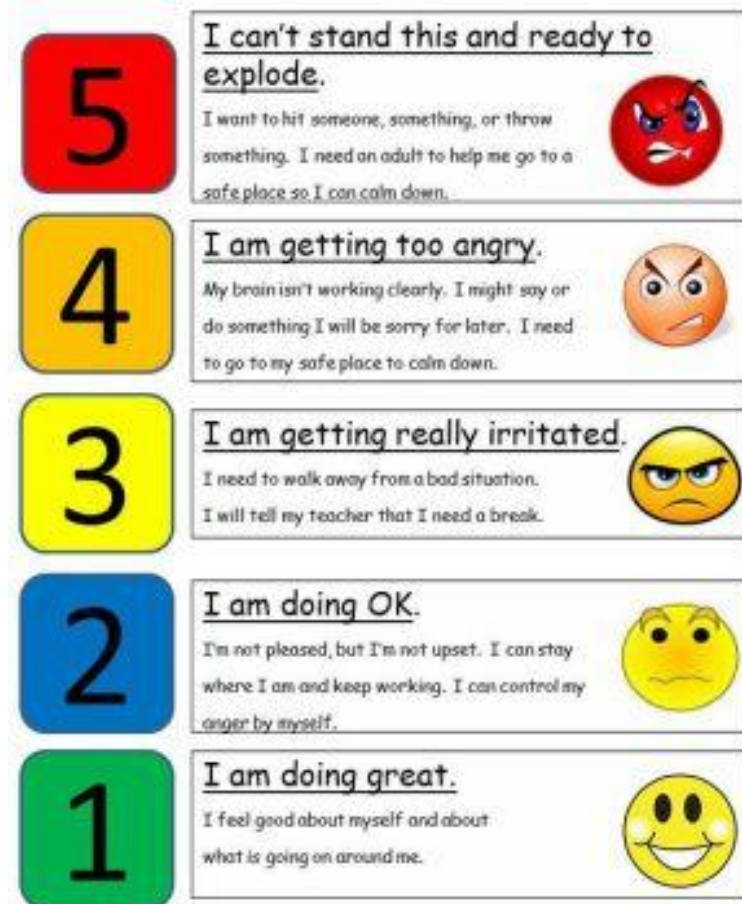 5
I can't stand this and ready to
explode.
I want to hit someone, something, or throw
something. I need an adult to help me go to a
safe place so I can calm down.
4
I am getting too angry.
My brain isn't working clearly. I might say or
do something I will be sorry for later. I need
to go to my safe place to calm down.
3
I am getting really irritated.
I need to walk away from a bad situation.
I will tell my teacher that I need a break.
2
I am doing OK.
I'm not pleased, but I'm not upset. I can stay
where I am and keep working. I can control my
anger by myself.
1
I am doing great.
I feel good about myself and about
what is going on around me.